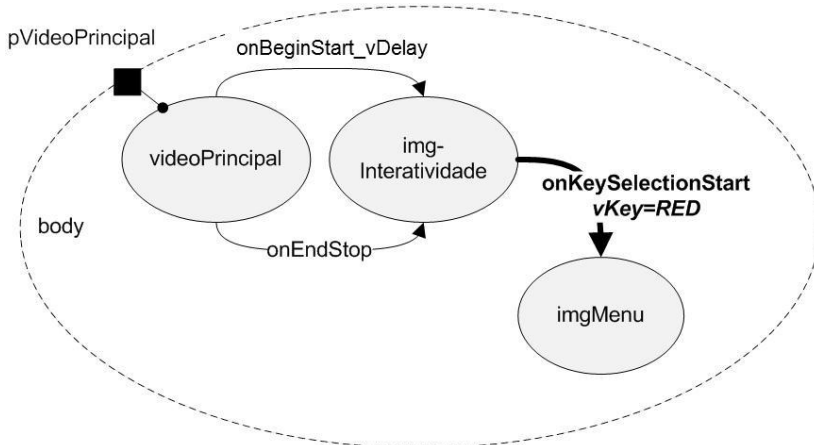 pVideoPrincipal
onBeginStart_vDelay
videoPrincipal
img-
Interatividade
onKeySelectionStart
vKey=RED
body
onEndStop
imgMenu